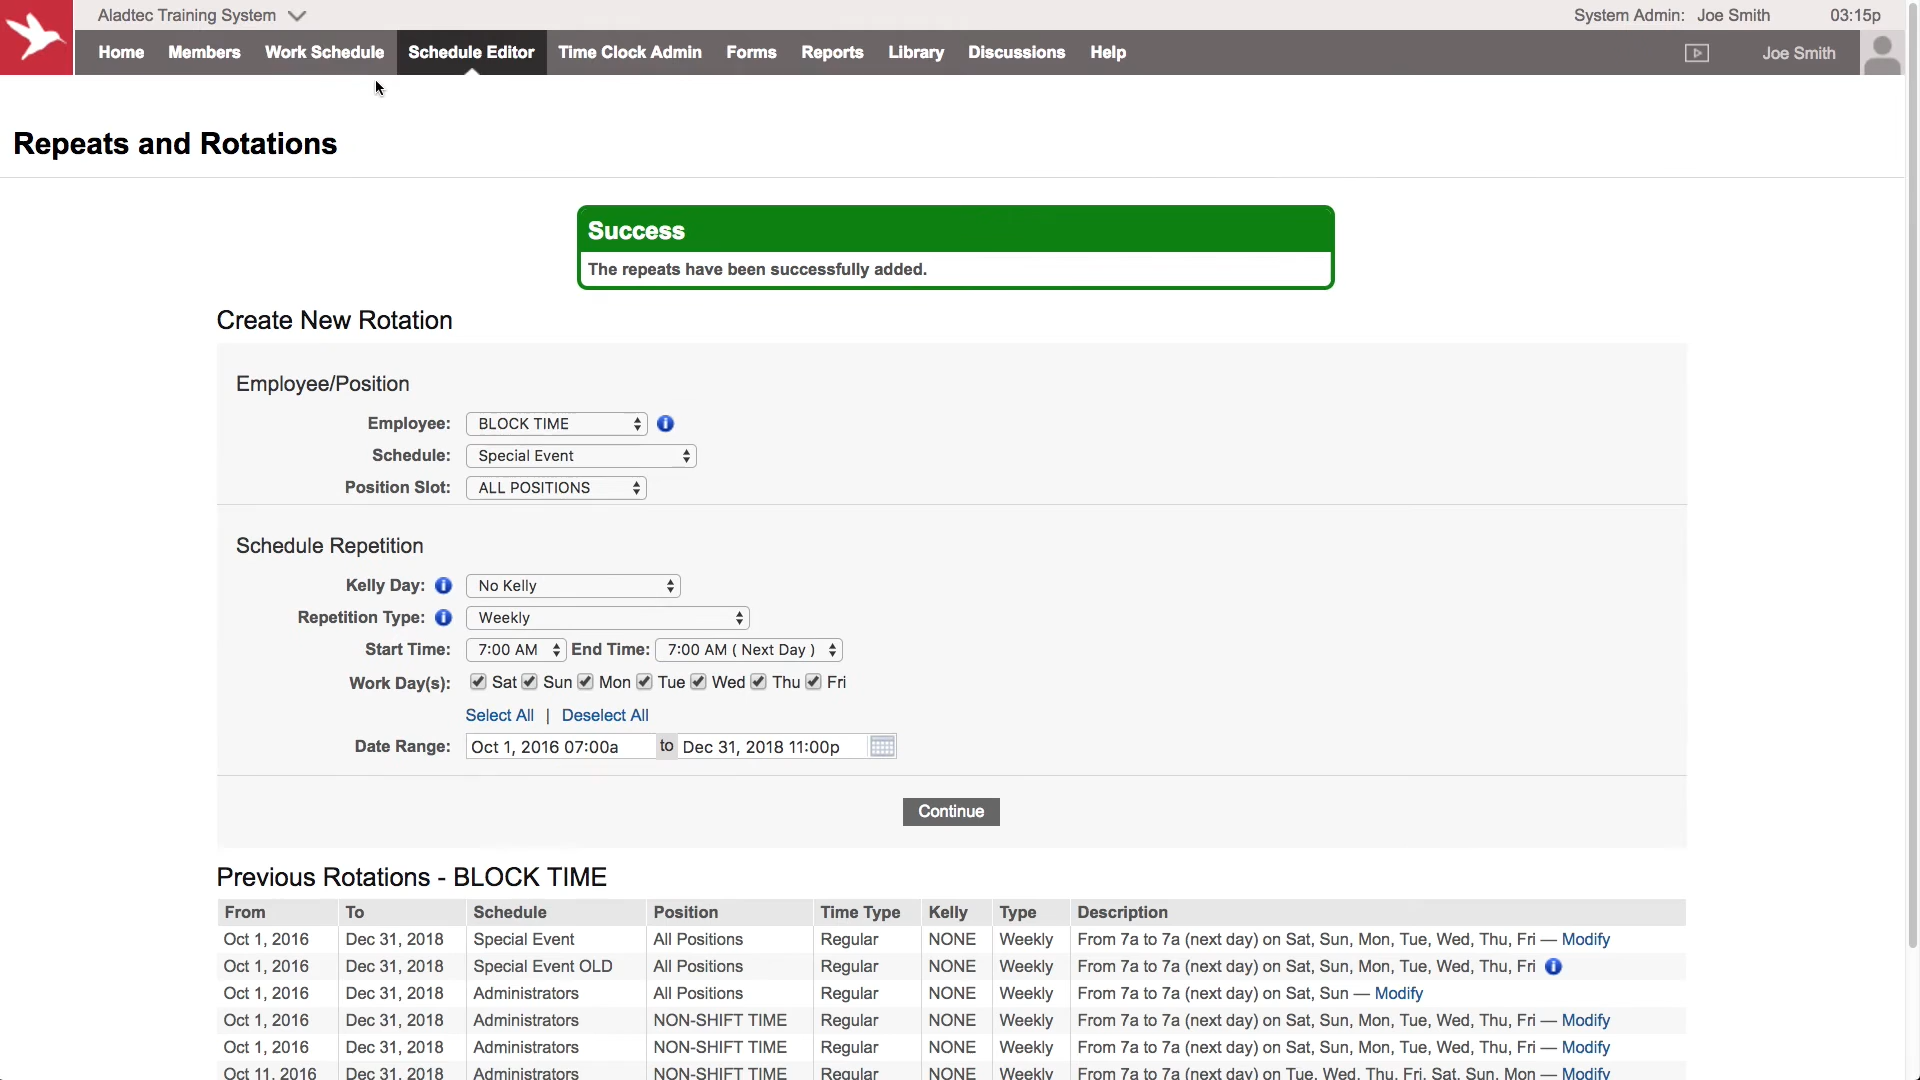 Aladtec Training System
System Admin: Joe Smith 03:15p
Home Members Work Schedule Schedule Editor Time Clock Admin Forms Reports Library Discussions Help Joe Smith
Repeats and Rotations
Success
The repeats have been successfully added.
Create New Rotation
Employee/Position
Employee: BLOCK TIME
Schedule: Special Event
Position Slot: ALL POSITIONS
Schedule Repetition
Kelly Day: No Kelly
Repetition Type: Weekly
Start Time: 7:00 AM End Time: 7:00 AM ( Next Day )
Work Day(s): Sat Sun Mon Tue Wed Thu Fri
Select All | Deselect All
Date Range: Oct 1, 2016 07:00a to Dec 31, 2018 11:00p
Continue
Previous Rotations - BLOCK TIME
From To Schedule Position Time Type Kelly Type Description
Oct 1, 2016 Dec 31, 2018 Special Event All Positions Regular NONE Weekly From 7a to 7a (next day) on Sat, Sun, Mon, Tue, Wed, Thu, Fri — Modify
Oct 1, 2016 Dec 31, 2018 Special Event OLD All Positions Regular NONE Weekly From 7a to 7a (next day) on Sat, Sun, Mon, Tue, Wed, Thu, Fri
Oct 1, 2016 Dec 31, 2018 Administrators All Positions Regular NONE Weekly From 7a to 7a (next day) on Sat, Sun — Modify
Oct 1, 2016 Dec 31, 2018 Administrators NON-SHIFT TIME Regular NONE Weekly From 7a to 7a (next day) on Sat, Sun, Mon, Tue, Wed, Thu, Fri — Modify
Oct 1, 2016 Dec 31, 2018 Administrators NON-SHIFT TIME Regular NONE Weekly From 7a to 7a (next day) on Sat, Sun, Mon, Tue, Wed, Thu, Fri — Modify
Oct 11, 2016 Dec 31, 2018 Administrators NON-SHIFT TIME Regular NONE Weekly From 7a to 7a (next day) on Tue, Wed, Thu, Fri, Sat, Sun, Mon — Modify